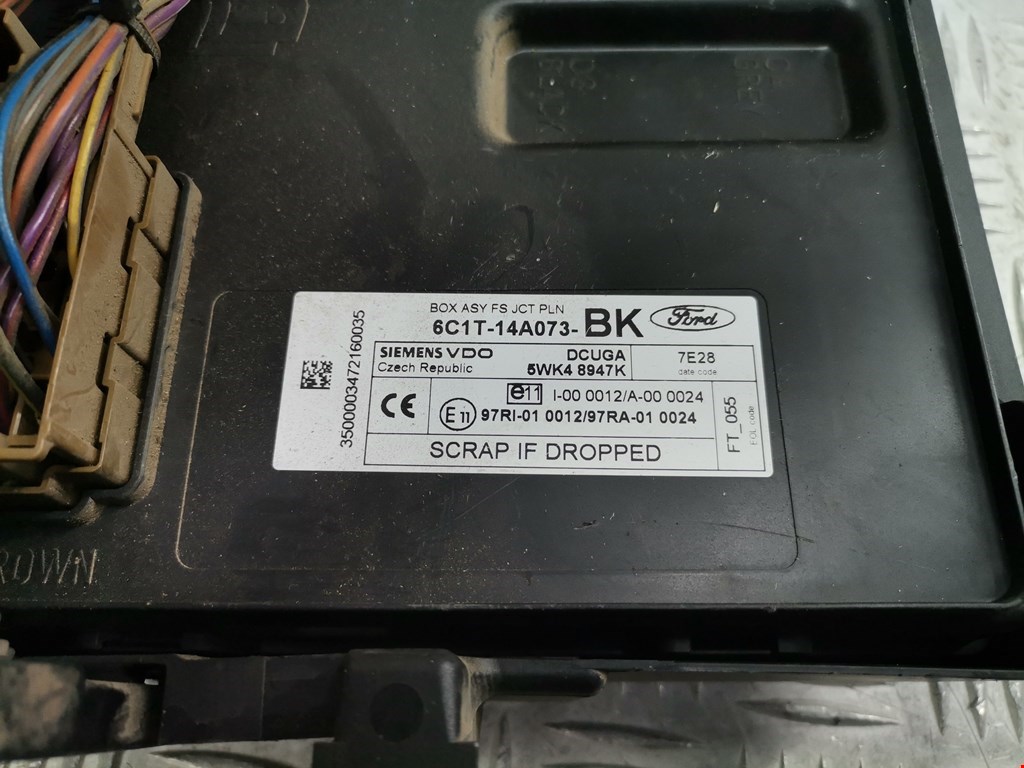 BOX ASY FS JCT PLN
6C1T-14A073-BK
Ford
3500003472160035
SIEMENS VDO
Czech Republic
DCUGA
5WK4 8947K
7E28
date code
CE
e11 I-00 0012/A-00 0024
E11 97RI-01 0012/97RA-01 0024
SCRAP IF DROPPED
FT_055
EOL code
ROWN